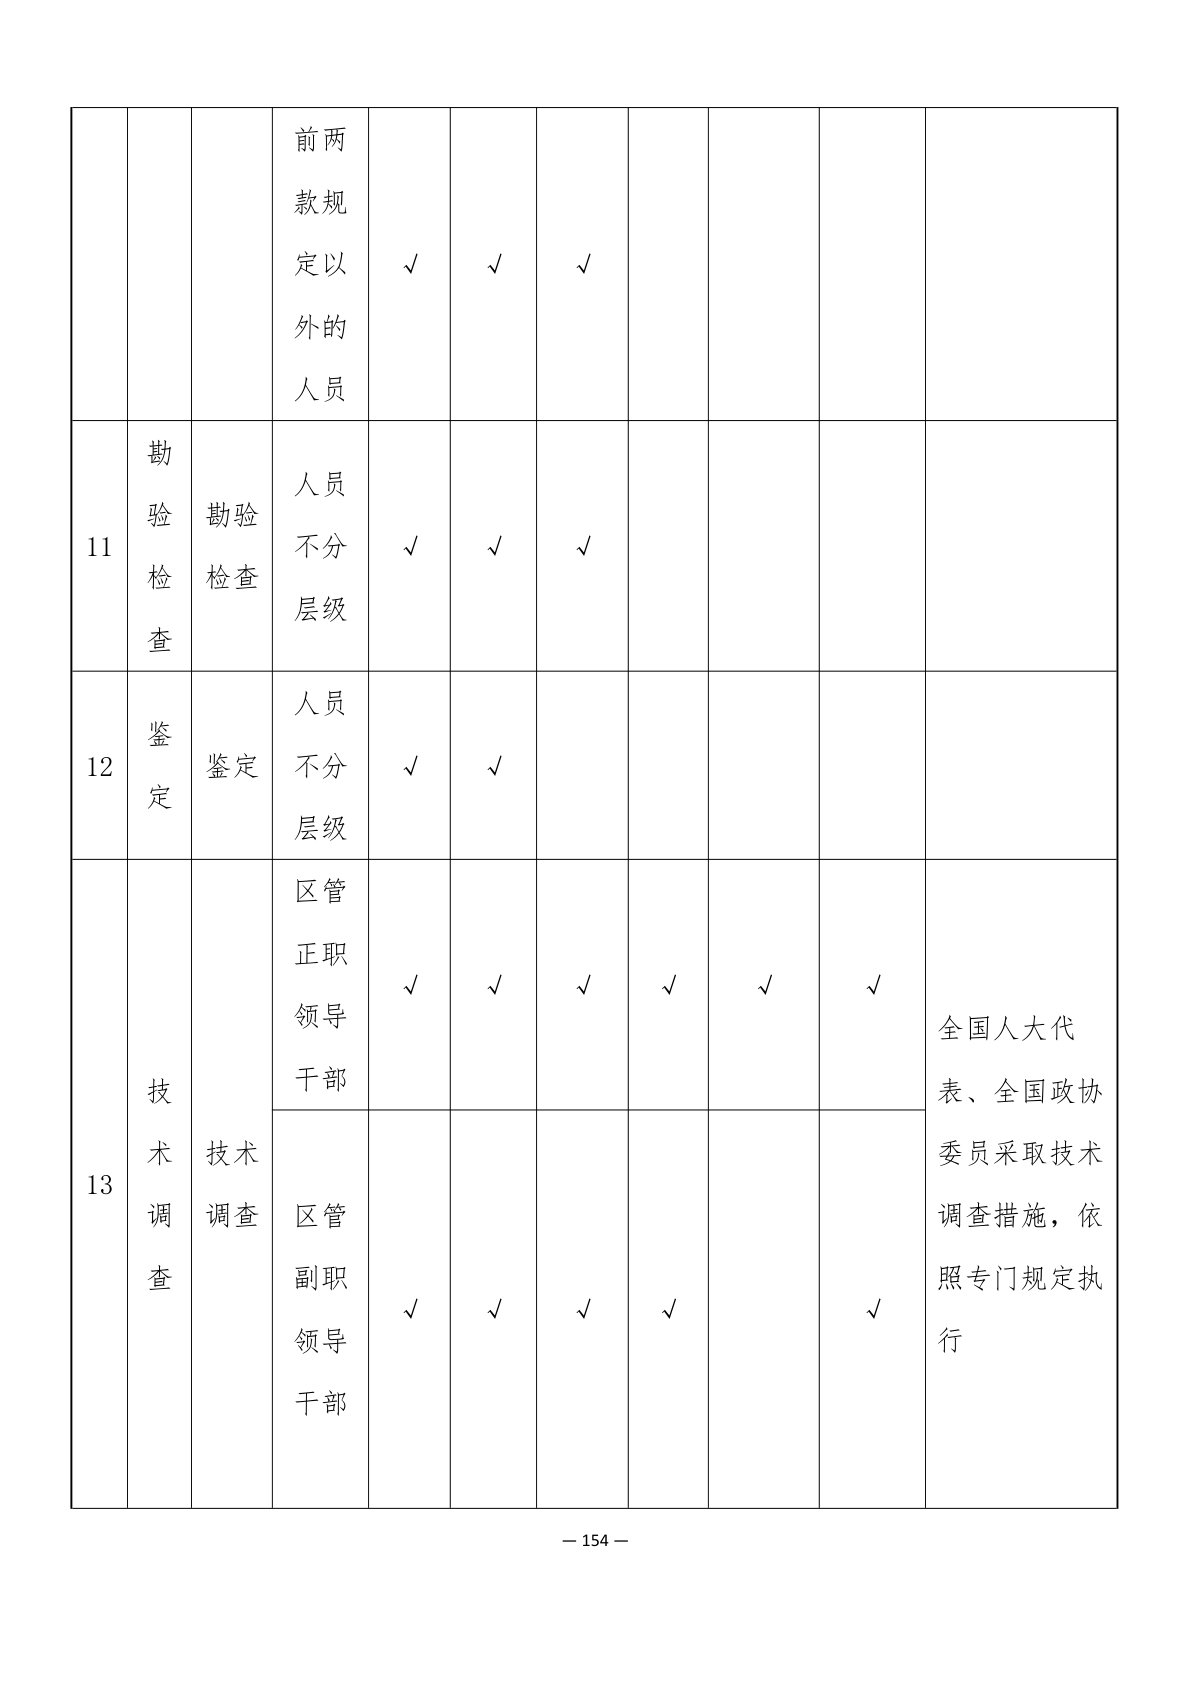 前两
款规
定以
外的
人员
√ √ √
11
勘
验
检
查
勘验
检查
人员
不分
层级
√ √ √
12
鉴
定
鉴定
人员
不分
层级
√ √
13
技
术
调
查
技术
调查
区管
正职
领导
干部
√ √ √ √ √ √
区管
副职
领导
干部
√ √ √ √ √
全国人大代
表、全国政协
委员采取技术
调查措施，依
照专门规定执
行
— 154 —